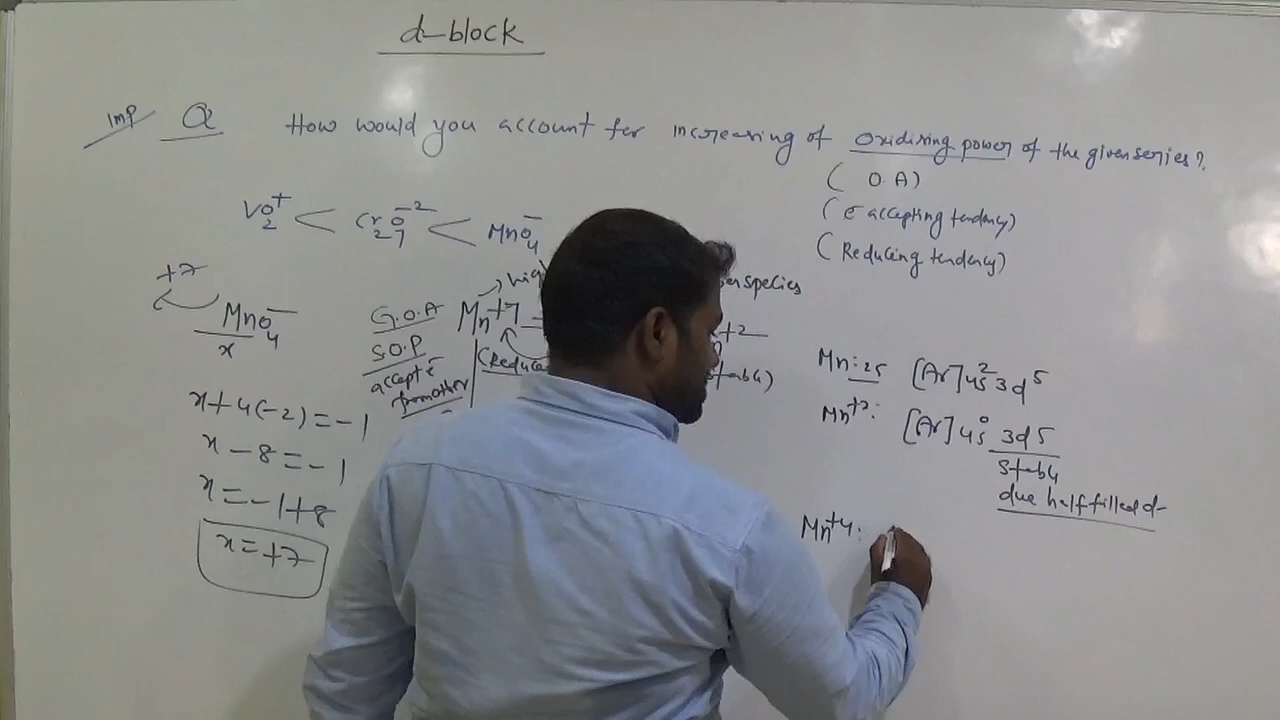 d-block
Imp Q How would you account for increasing of oxidising power of the given series?
( O.A)
(e⁻ accepting tendency)
(Reducing tendency)
VO₂⁺ < Cr₂O₇⁻² < MnO₄⁻
+7
MnO₄⁻
x
x + 4(-2) = -1
x - 8 = -1
x = -1+8
x = +7
G.O.A
S.O.P
accept e⁻
from other
Mn⁺⁷
species
+2
Mn:25 [Ar]4s² 3d⁵
Mn⁺²: [Ar]4s⁰ 3d5
due half filled d-
Mn⁺⁴: